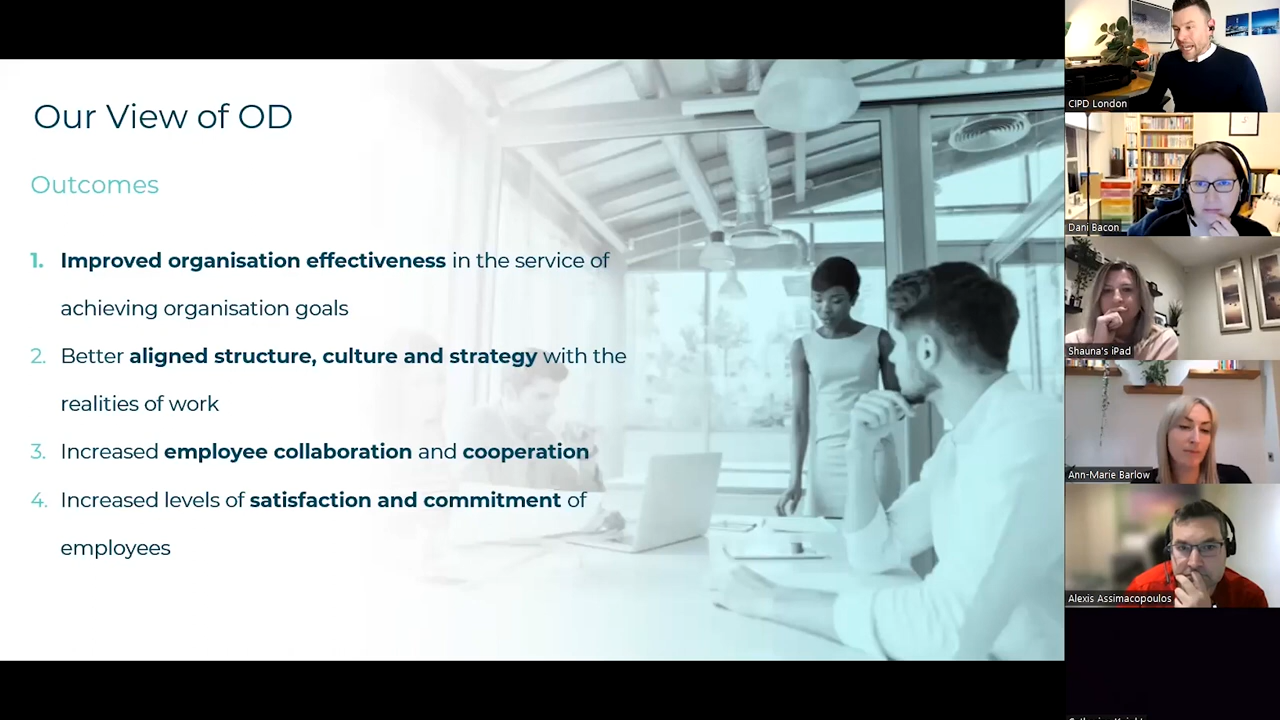 Our View of OD
Outcomes
1. Improved organisation effectiveness in the service of
achieving organisation goals
2. Better aligned structure, culture and strategy with the
realities of work
3. Increased employee collaboration and cooperation
4. Increased levels of satisfaction and commitment of
employees
CIPD London
Dani Bacon
Shauna's iPad
Ann-Marie Barlow
Alexis Assimacopoulos